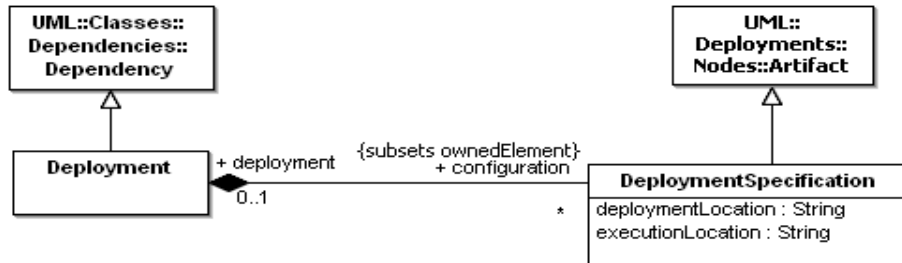 UML::Classes::
Dependencies::
Dependency
UML::
Deployments::
Nodes::Artifact
Deployment
+ deployment
0..1
{subsets ownedElement}
+ configuration
*
DeploymentSpecification
deploymentLocation : String
executionLocation : String